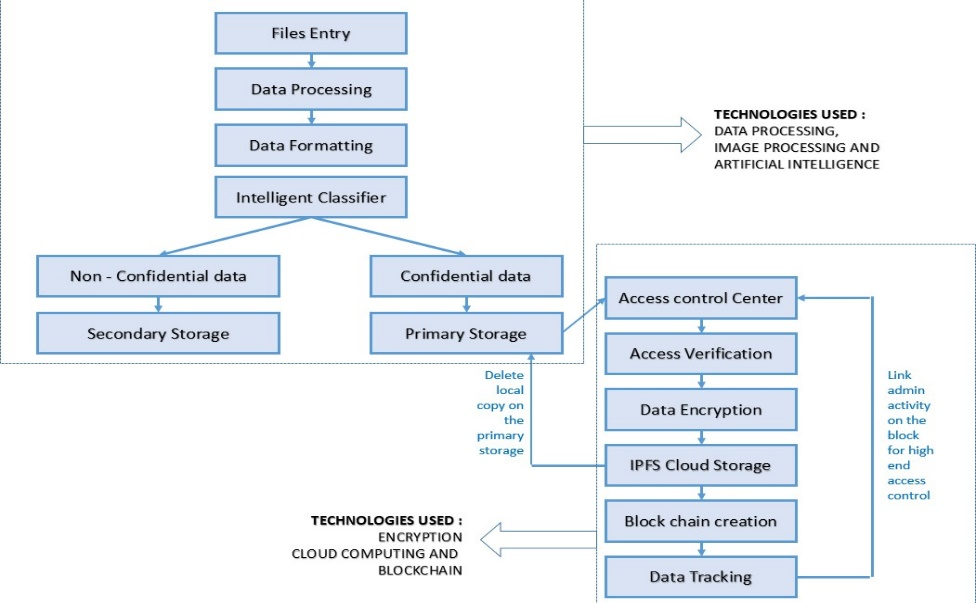 Files Entry
Data Processing
Data Formatting
Intelligent Classifier
Non - Confidential data
Confidential data
Secondary Storage
Primary Storage
TECHNOLOGIES USED :
DATA PROCESSING,
IMAGE PROCESSING AND
ARTIFICIAL INTELLIGENCE
Access control Center
Access Verification
Data Encryption
IPFS Cloud Storage
Block chain creation
Data Tracking
Delete
local
copy on
the
primary
storage
Link
admin
activity
on the
block
for high
end
access
control
TECHNOLOGIES USED :
ENCRYPTION
CLOUD COMPUTING AND
BLOCKCHAIN